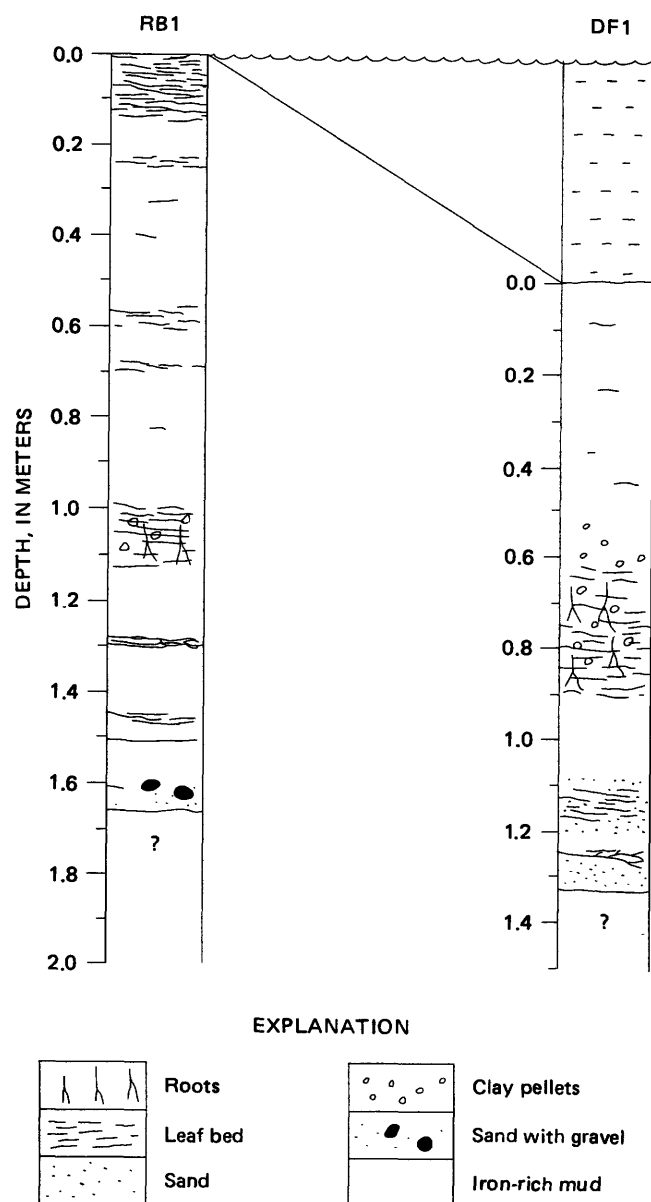 RB1
DF1
DEPTH, IN METERS
0.0
0.2
0.4
0.6
0.8
1.0
1.2
1.4
1.6
1.8
2.0
?
0.0
0.2
0.4
0.6
0.8
1.0
1.2
1.4
?
EXPLANATION
Roots
Leaf bed
Sand
Clay pellets
Sand with gravel
Iron-rich mud